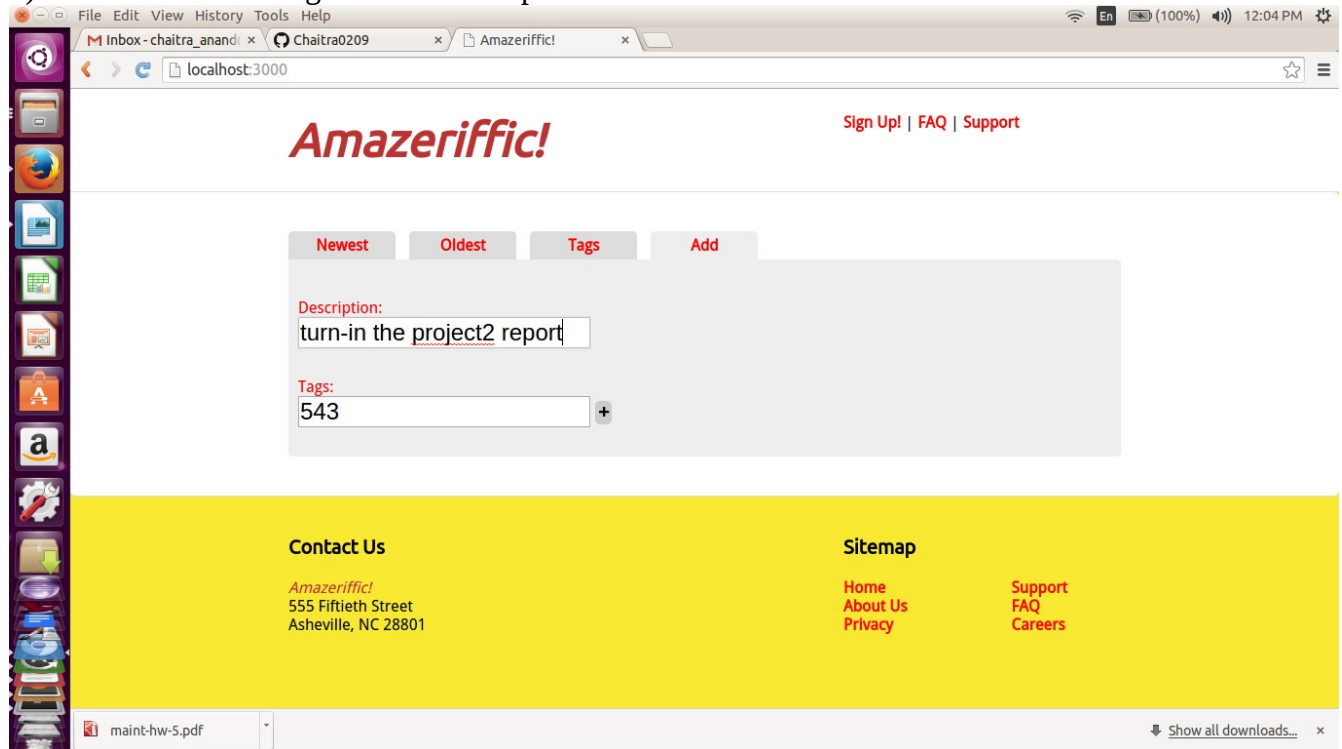 File Edit View History Tools Help
En (100%) 12:04 PM
Inbox - chaitra_anand
Chaitra0209
Amazeriffic!
localhost:3000
Amazeriffic!
Sign Up! | FAQ | Support
Newest Oldest Tags Add
Description:
turn-in the project2 report
Tags:
543
+
Contact Us
Amazeriffic!
555 Fiftieth Street
Asheville, NC 28801
Sitemap
Home Support
About Us FAQ
Privacy Careers
maint-hw-5.pdf
Show all downloads...